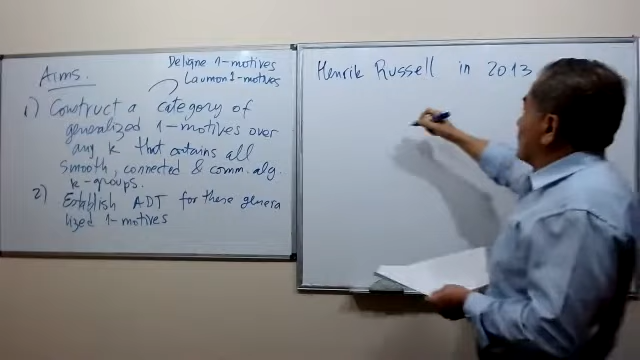 Aims.
Deligne 1-motives
Laumon 1-motives
1) Construct a category of
generalized 1-motives over
any k that contains all
smooth, connected & comm. alg.
k-groups.
2) Establish ADT for these genera
lized 1-motives
Henrik Russell in 2013